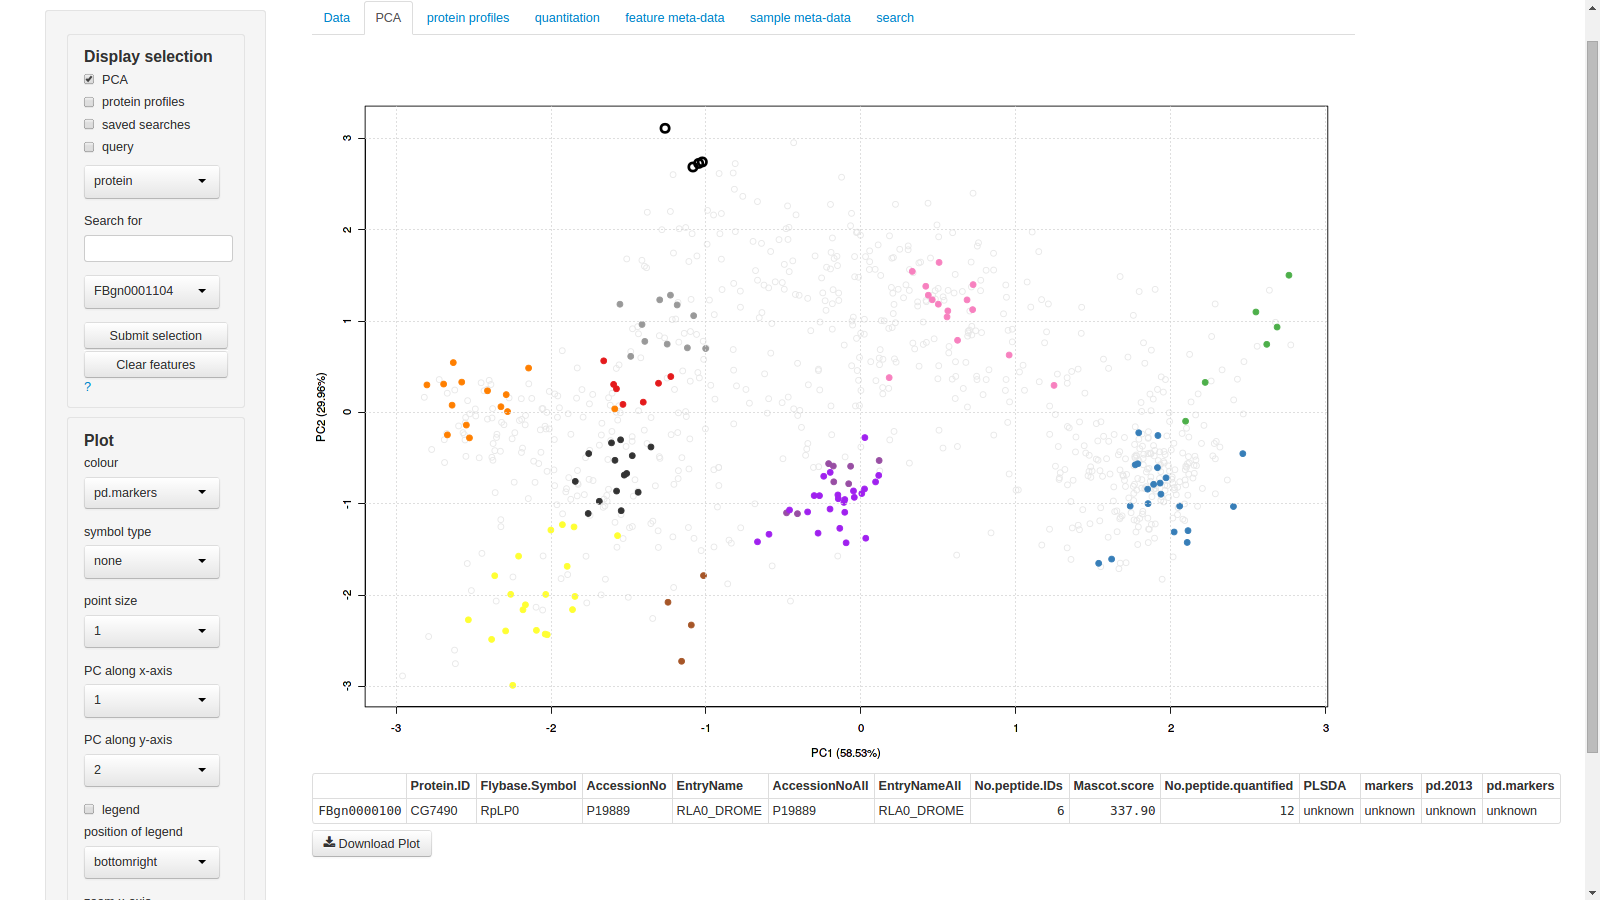 Data PCA protein profiles quantitation feature meta-data sample meta-data search
Display selection
PCA
protein profiles
saved searches
query
protein
Search for
FBgn0001104
Submit selection
Clear features
?
Plot
colour
pd.markers
symbol type
none
point size
1
PC along x-axis
1
PC along y-axis
2
legend
position of legend
bottomright
3
2
1
0
-1
-2
-3
PC2 (29.96%)
-3 -2 -1 0 1 2 3
PC1 (58.53%)
Protein.ID Flybase.Symbol AccessionNo EntryName AccessionNoAll EntryNameAll No.peptide.IDs Mascot.score No.peptide.quantified PLSDA markers pd.2013 pd.markers
FBgn0000100 CG7490 RpLP0 P19889 RLA0_DROME P19889 RLA0_DROME 6 337.90 12 unknown unknown unknown unknown
Download Plot